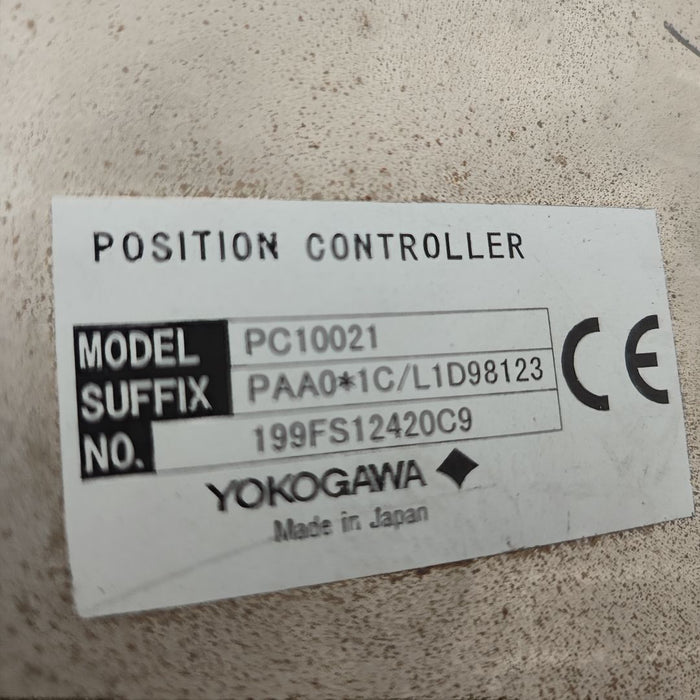 POSITION CONTROLLER
MODEL PC10021
SUFFIX PAA0*1C/L1D98123
NO. 199FS12420C9
CE
YOKOGAWA
Made in Japan